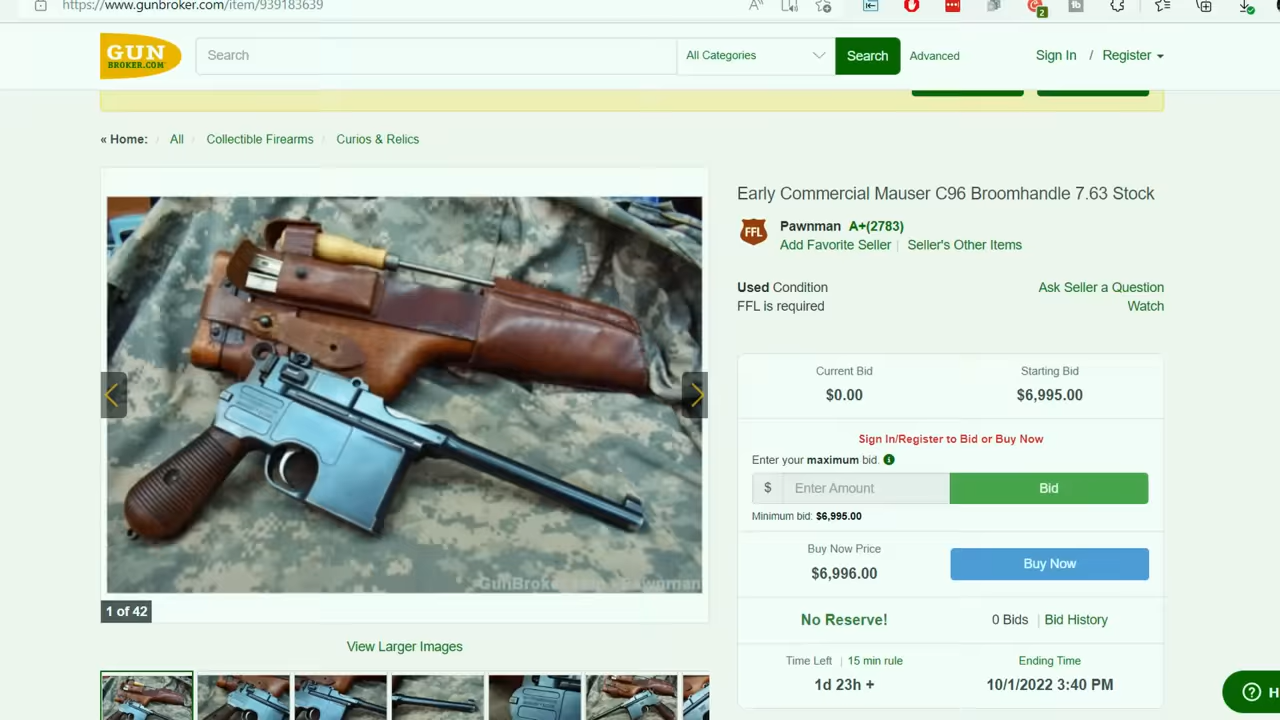 https://www.gunbroker.com/item/939183639
GUN
BROKER.COM
Search
All Categories
Search
Advanced
Sign In / Register
« Home: / All / Collectible Firearms / Curios & Relics
Early Commercial Mauser C96 Broomhandle 7.63 Stock
FFL
Pawnman A+(2783)
Add Favorite Seller | Seller's Other Items
Used Condition
Ask Seller a Question
FFL is required
Watch
Current Bid
Starting Bid
$0.00
$6,995.00
Sign In/Register to Bid or Buy Now
Enter your maximum bid.
$ Enter Amount
Bid
Minimum bid: $6,995.00
Buy Now Price
$6,996.00
Buy Now
No Reserve!
0 Bids | Bid History
Time Left | 15 min rule
Ending Time
1d 23h +
10/1/2022 3:40 PM
1 of 42
View Larger Images